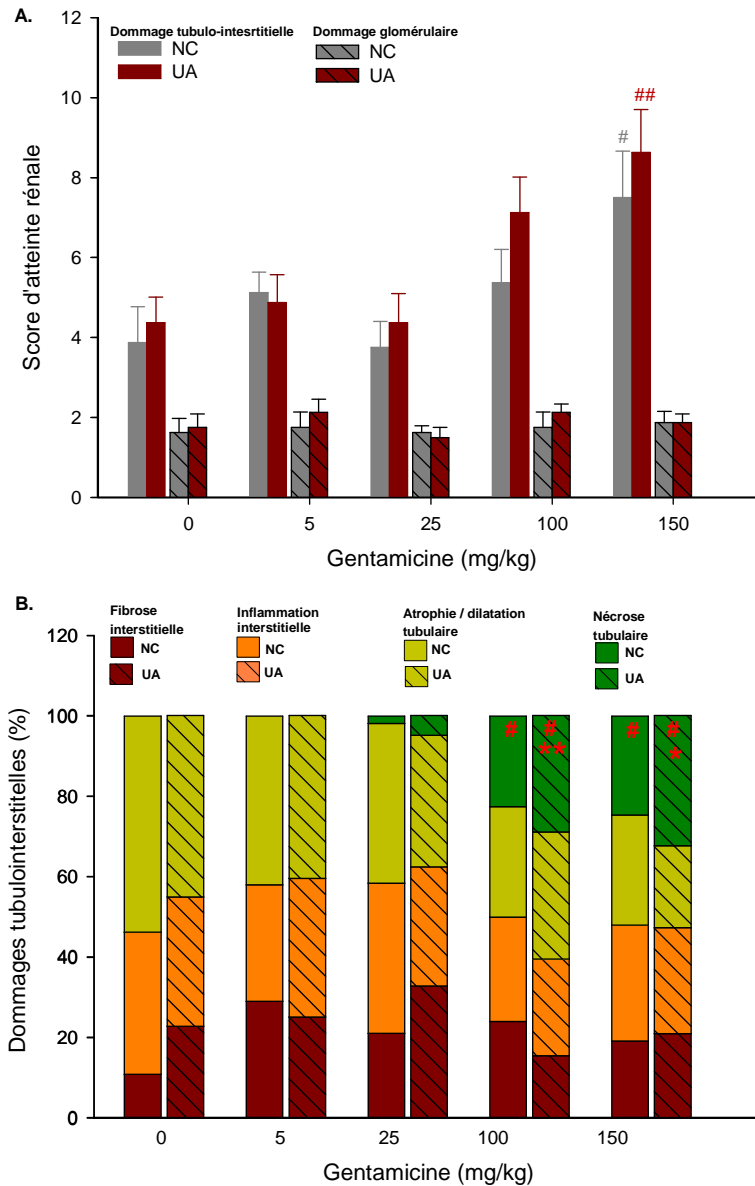 A.
Dommage tubulo-intesrtitielle
NC
UA
Dommage glomérulaire
NC
UA
#
##
12
10
8
6
4
2
0
Score d'atteinte rénale
0 5 25 100 150
Gentamicine (mg/kg)
B.
Fibrose
interstitielle
NC
UA
Inflammation
interstitielle
NC
UA
Atrophie / dilatation
tubulaire
NC
UA
Nécrose
tubulaire
NC
UA
120
100
80
60
40
20
0
Dommages tubulointerstitelles (%)
#
#
**
#
#
*
0 5 25 100 150
Gentamicine (mg/kg)